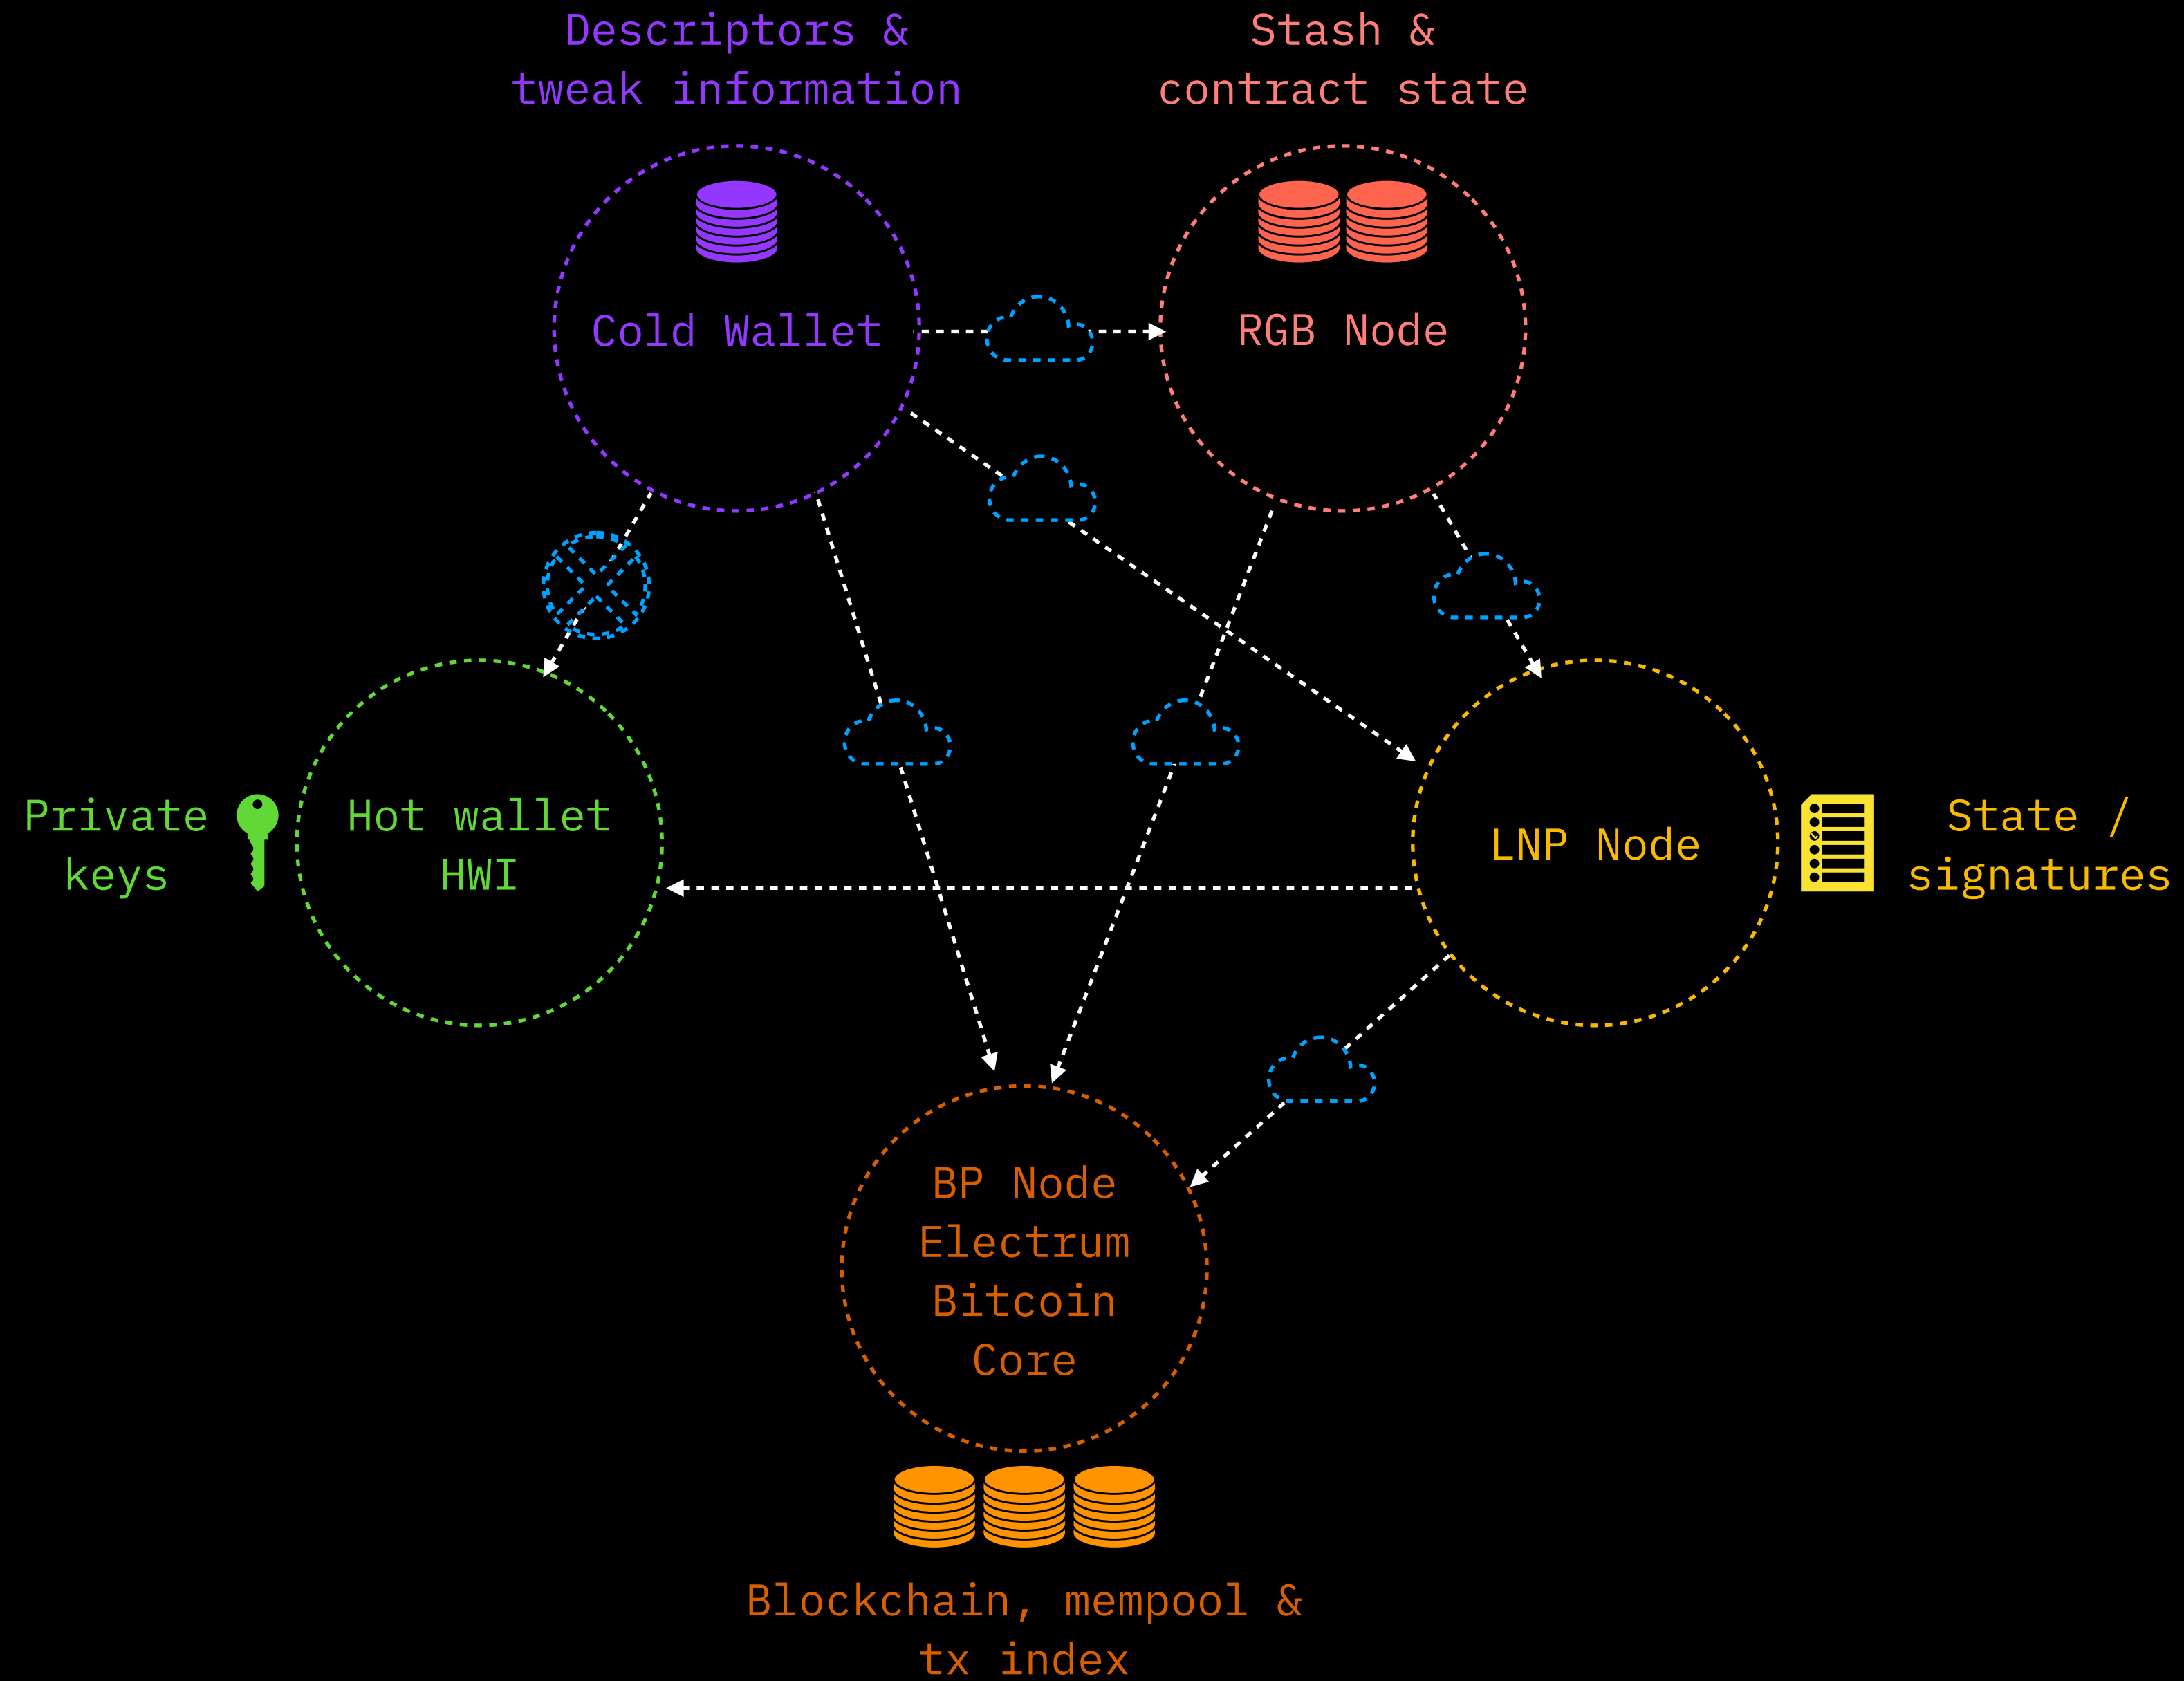 Descriptors &
tweak information
Stash &
contract state
Cold Wallet
RGB Node
Private
keys
Hot wallet
HWI
LNP Node
State /
signatures
BP Node
Electrum
Bitcoin
Core
Blockchain, mempool &
tx index